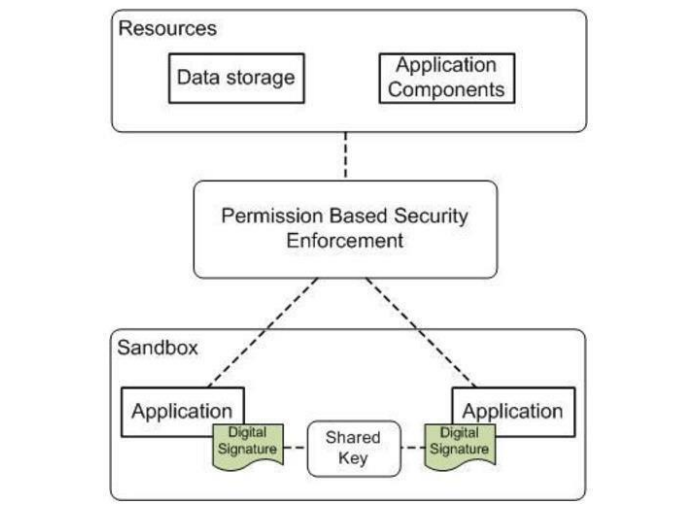 Resources
Data storage
Application
Components
Permission Based Security
Enforcement
Sandbox
Application
Digital
Signature
Shared
Key
Application
Digital
Signature